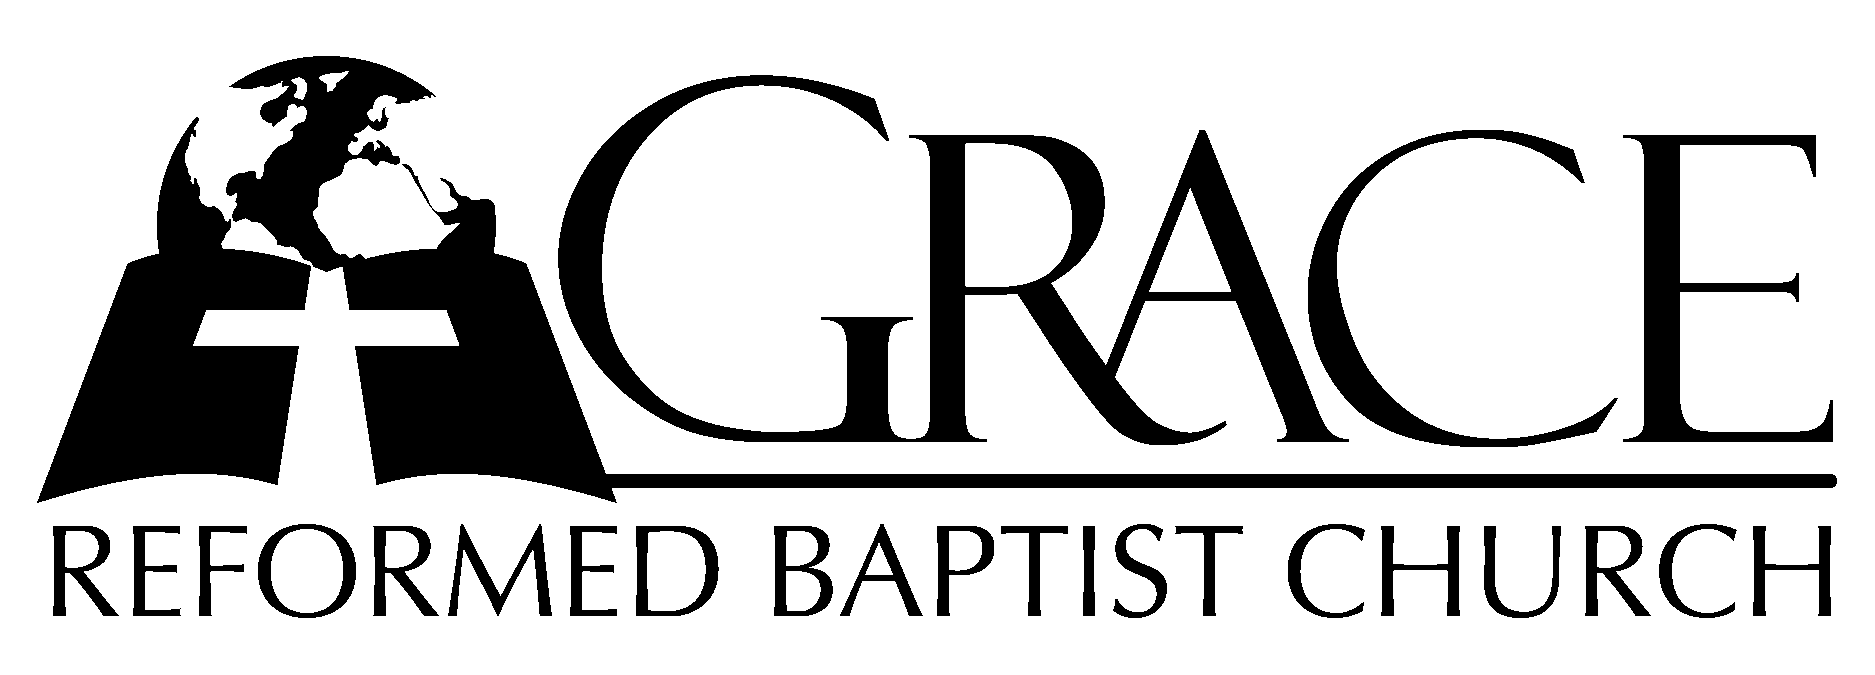 GRACE
REFORMED BAPTIST CHURCH